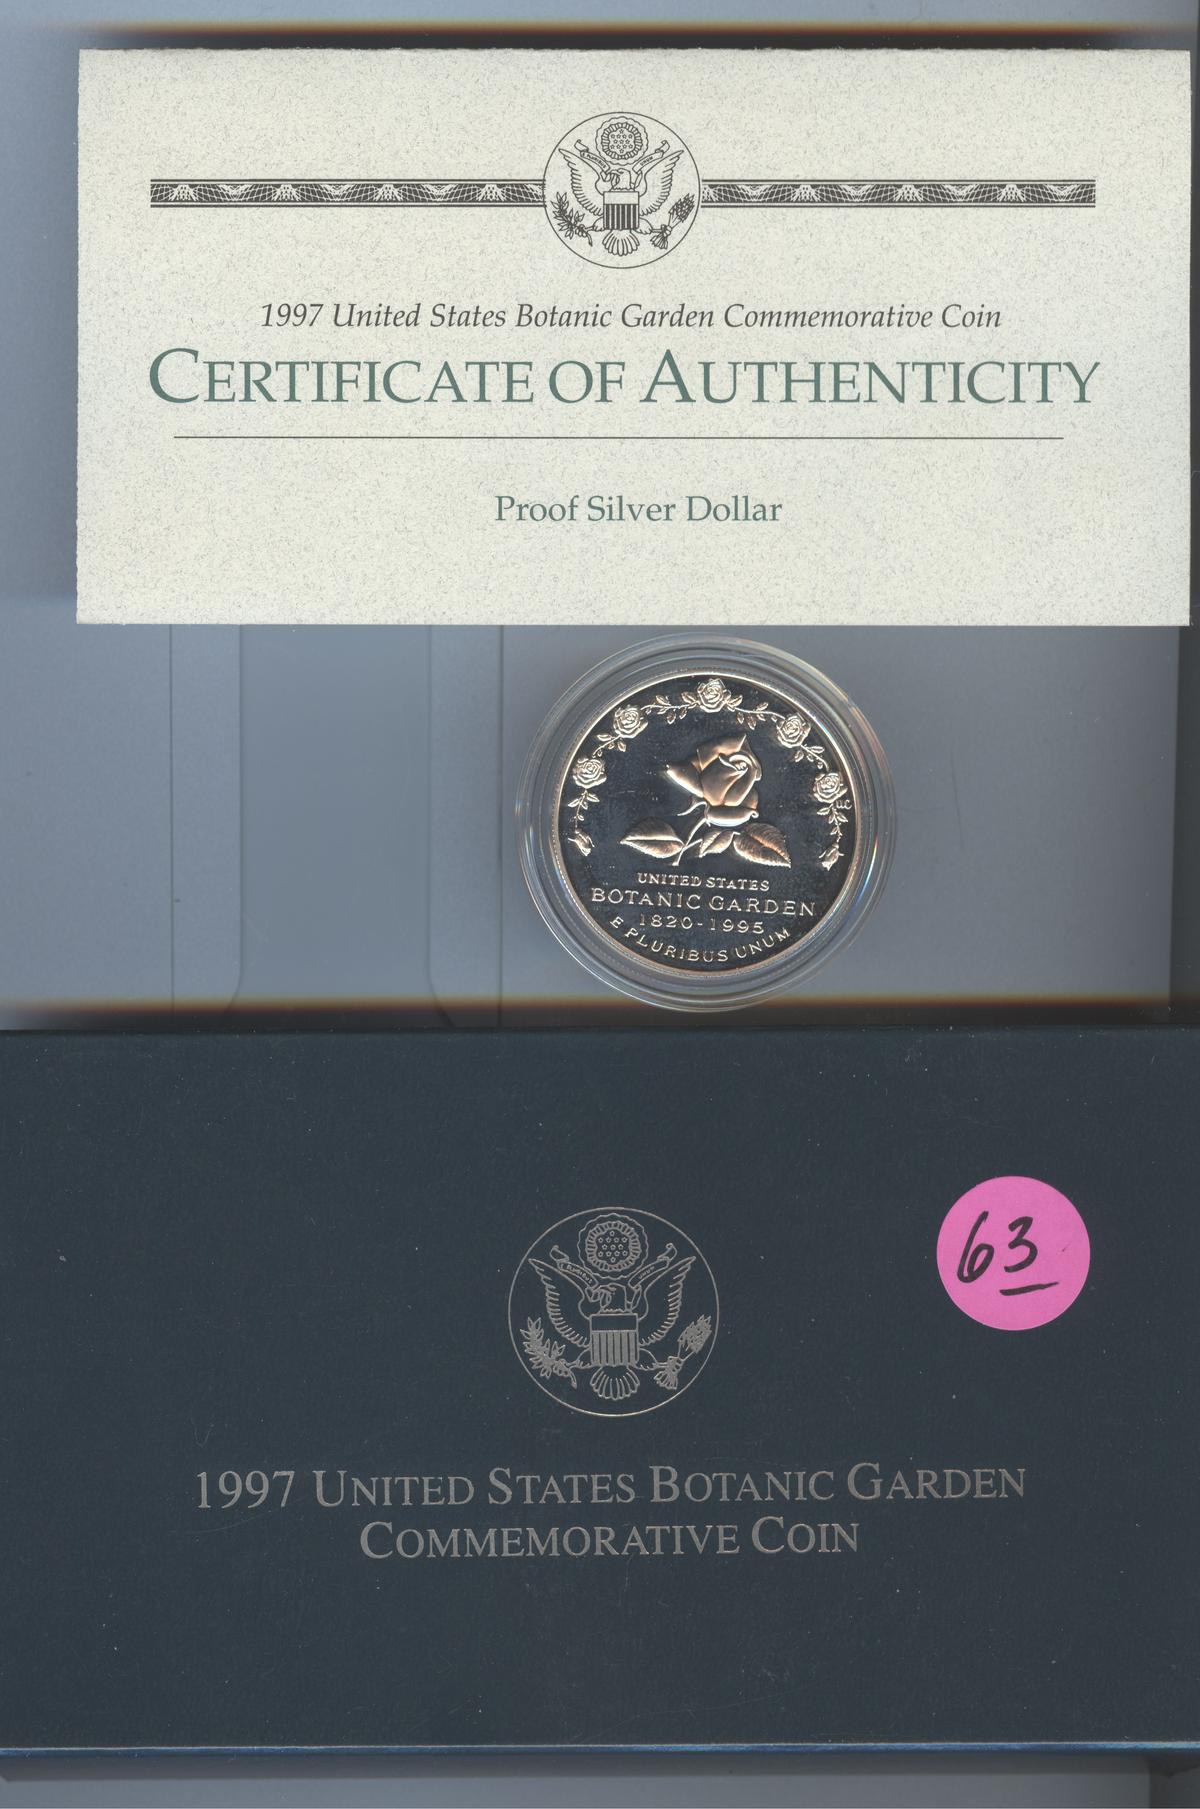 1997 United States Botanic Garden Commemorative Coin
CERTIFICATE OF AUTHENTICITY
Proof Silver Dollar
UNITED STATES
BOTANIC GARDEN
1820-1995
E PLURIBUS UNUM
63
1997 UNITED STATES BOTANIC GARDEN
COMMEMORATIVE COIN